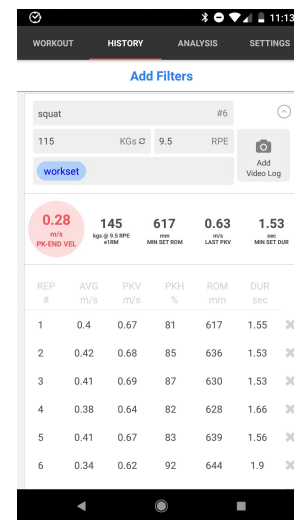 11:13
WORKOUT HISTORY ANALYSIS SETTINGS
Add Filters
squat #6
115 KGs 9.5 RPE
workset
Add
Video Log
0.28 145 617 0.63 1.53
m/s kgs @ 9.5 RPE mm m/s sec
PK-END VEL e1RM MIN SET ROM LAST PKV MIN SET DUR
REP AVG PKV PKH ROM DUR
# m/s m/s % mm sec
1 0.4 0.67 81 617 1.55
2 0.42 0.68 85 636 1.53
3 0.41 0.69 87 630 1.53
4 0.38 0.64 82 628 1.66
5 0.41 0.67 83 639 1.56
6 0.34 0.62 92 644 1.9